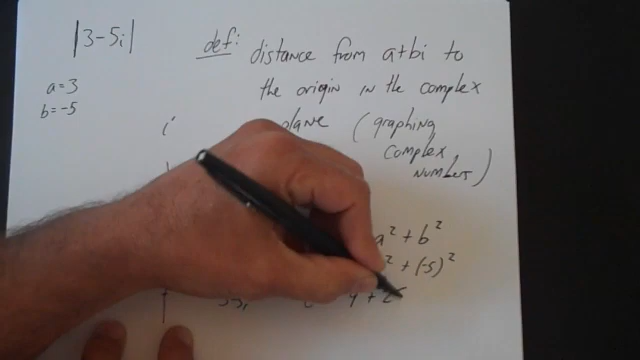 |3-5i|
def: distance from a+bi to
a=3
the origin in the complex
b=-5
i
plane (graphing
complex
numbers)
a² + b²
² + (-5)²